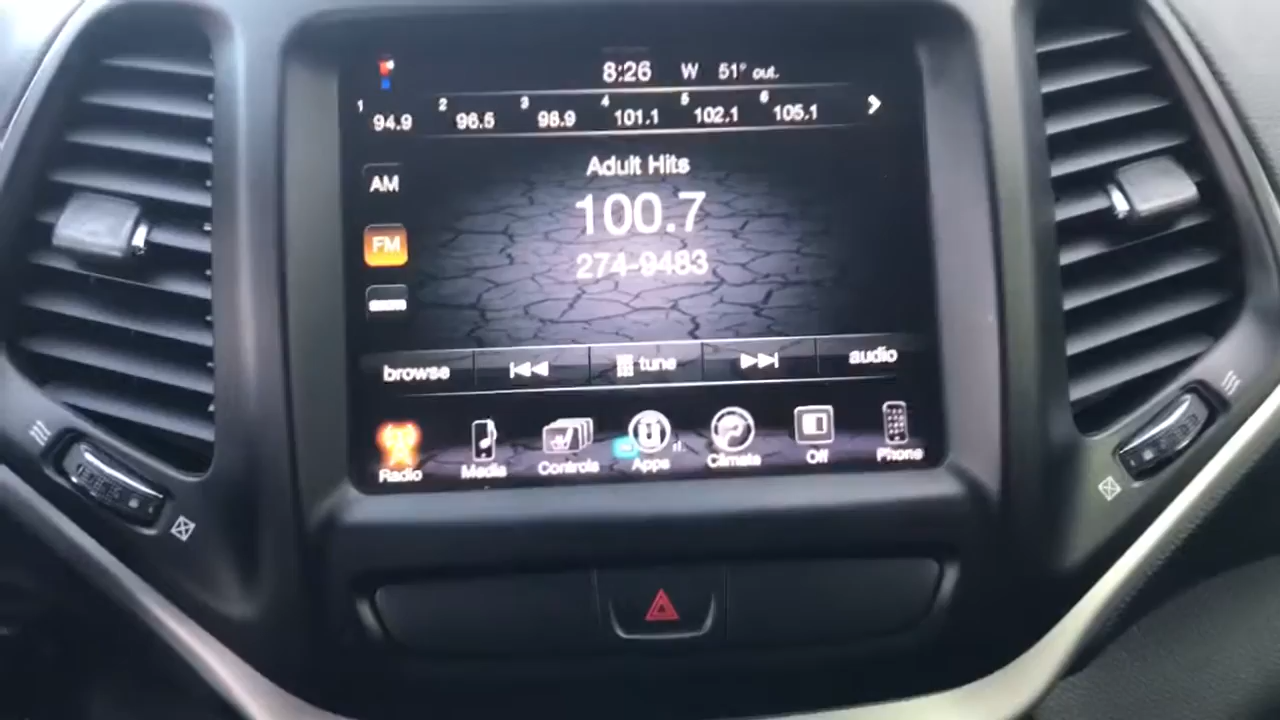 8:26 W 51° out.
1 94.9 2 96.5 3 98.9 4 101.1 5 102.1 6 105.1
Adult Hits
AM
100.7
FM
274-9483
browse tune audio
Radio Media Controls Apps Climate Off Phone